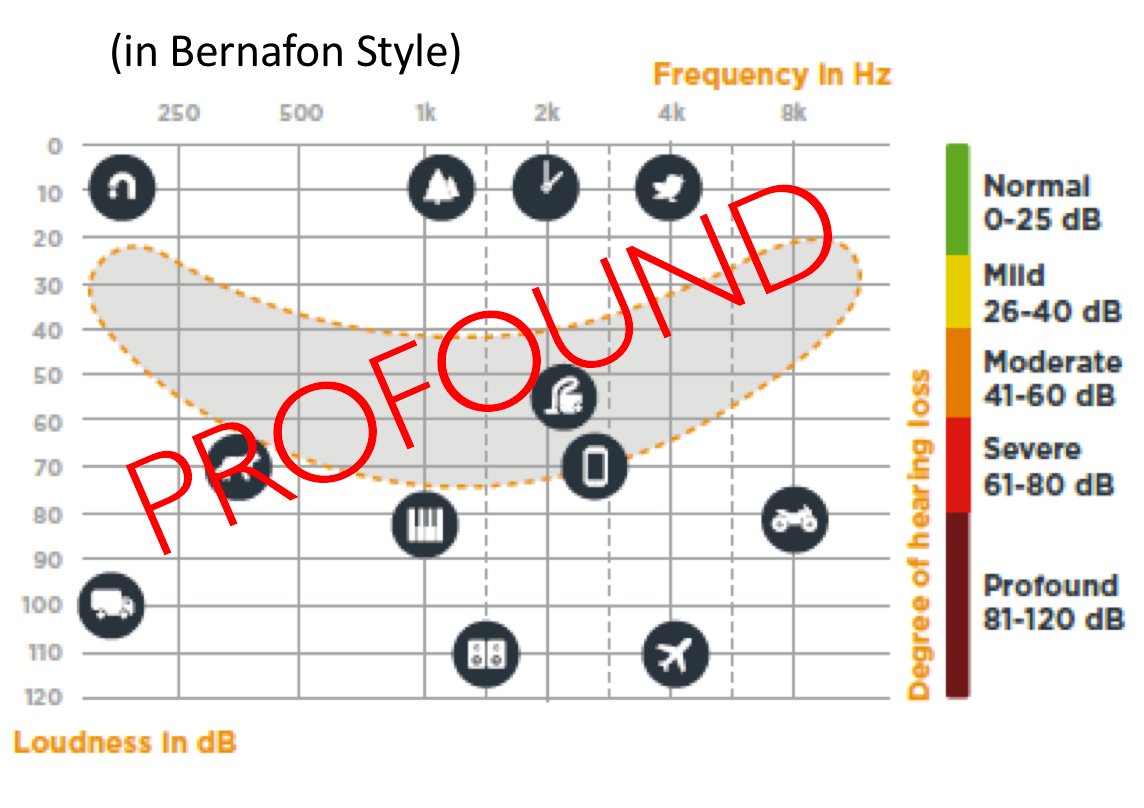 (in Bernafon Style)
Frequency in Hz
250 500 1k 2k 4k 8k
0
10
20
30
40
50
60
70
80
90
100
110
120
Loudness in dB
PROFOUND
Degree of hearing loss
Normal
0-25 dB
Mild
26-40 dB
Moderate
41-60 dB
Severe
61-80 dB
Profound
81-120 dB